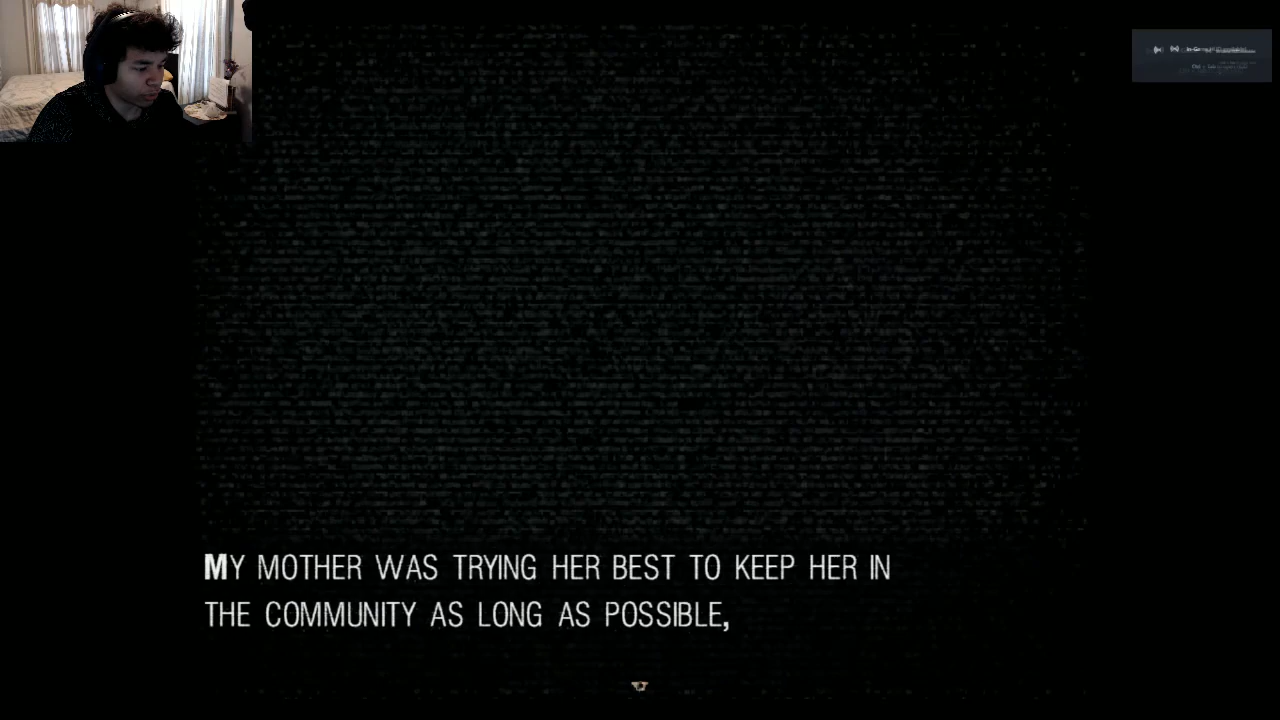 MY MOTHER WAS TRYING HER BEST TO KEEP HER IN
THE COMMUNITY AS LONG AS POSSIBLE,